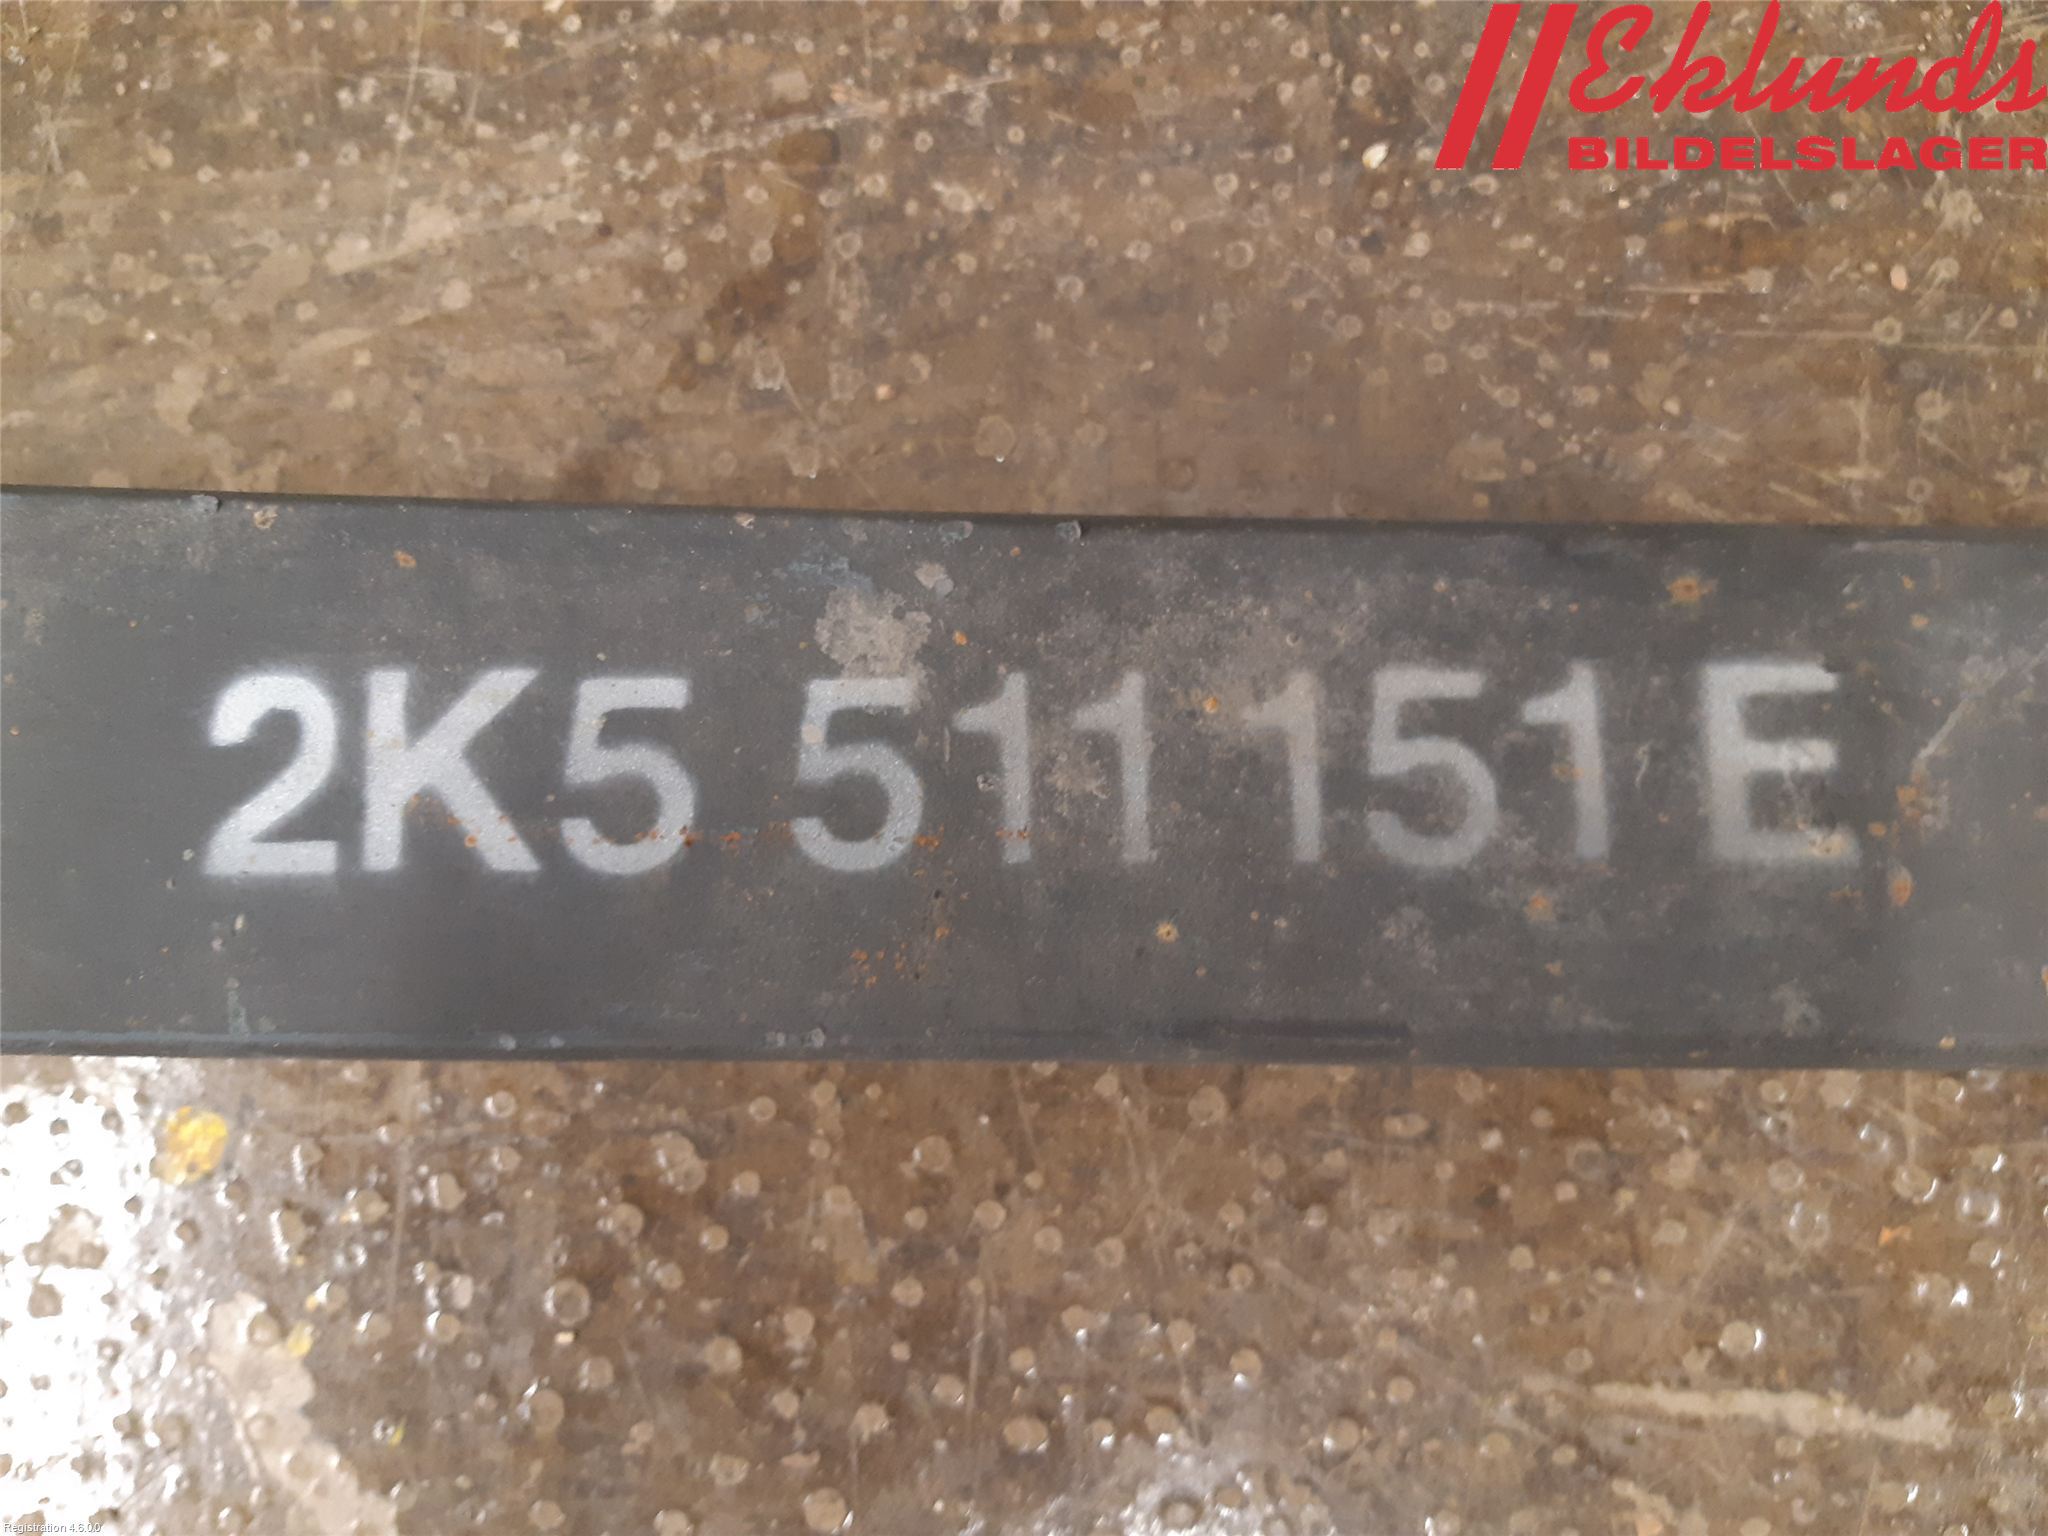 Eklunds
BILDELSLAGER
2K5 511 151 E
Registration 4.6.0.0